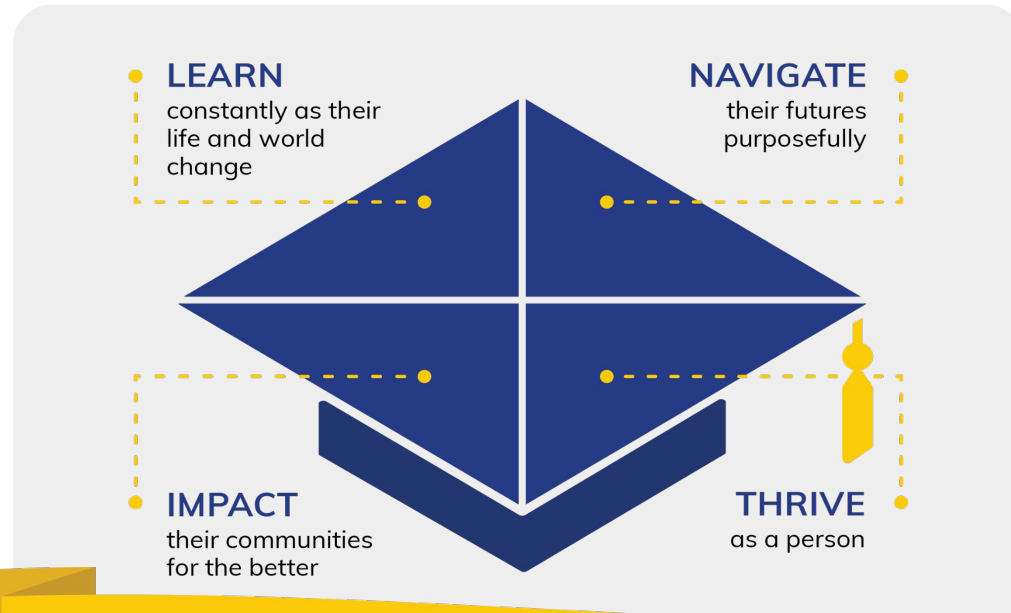 LEARN
constantly as their
life and world
change
NAVIGATE
their futures
purposefully
IMPACT
their communities
for the better
THRIVE
as a person